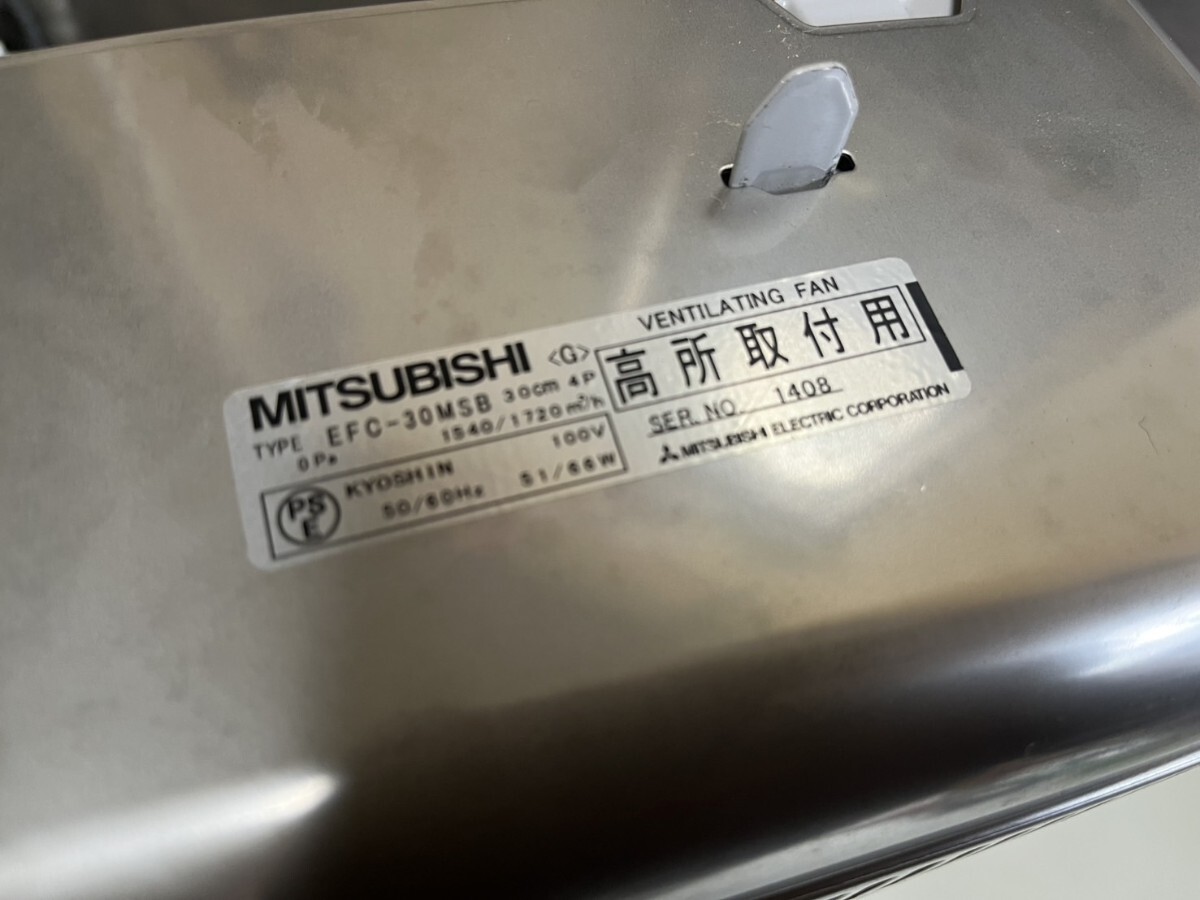 VENTILATING FAN
MITSUBISHI <G>
高所取付用
TYPE EFC-30MSB 30cm 4P
0Pa 1540/1720m³/h
SER. NO. 1408
PSE KYOSHIN 100V
50/60Hz 51/66W
MITSUBISHI ELECTRIC CORPORATION